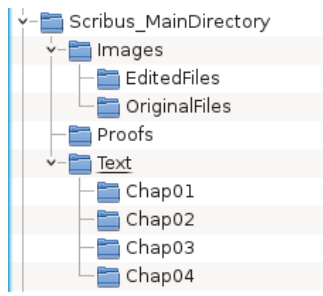 Scribus_MainDirectory
Images
EditedFiles
OriginalFiles
Proofs
Text
Chap01
Chap02
Chap03
Chap04